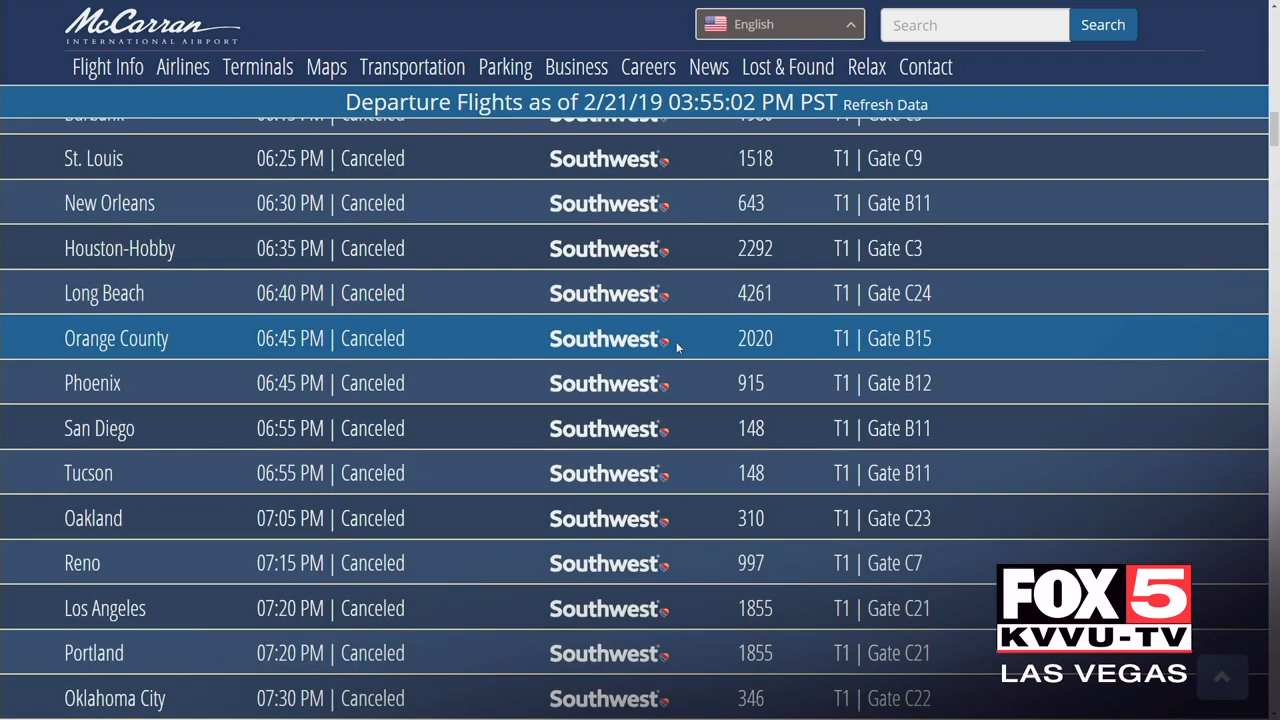 McCarran
INTERNATIONAL AIRPORT
English
Search
Search
Flight Info Airlines Terminals Maps Transportation Parking Business Careers News Lost & Found Relax Contact
Departure Flights as of 2/21/19 03:55:02 PM PST Refresh Data
St. Louis 06:25 PM | Canceled Southwest 1518 T1 | Gate C9
New Orleans 06:30 PM | Canceled Southwest 643 T1 | Gate B11
Houston-Hobby 06:35 PM | Canceled Southwest 2292 T1 | Gate C3
Long Beach 06:40 PM | Canceled Southwest 4261 T1 | Gate C24
Orange County 06:45 PM | Canceled Southwest 2020 T1 | Gate B15
Phoenix 06:45 PM | Canceled Southwest 915 T1 | Gate B12
San Diego 06:55 PM | Canceled Southwest 148 T1 | Gate B11
Tucson 06:55 PM | Canceled Southwest 148 T1 | Gate B11
Oakland 07:05 PM | Canceled Southwest 310 T1 | Gate C23
Reno 07:15 PM | Canceled Southwest 997 T1 | Gate C7
Los Angeles 07:20 PM | Canceled Southwest 1855 T1 | Gate C21
Portland 07:20 PM | Canceled Southwest 1855 T1 | Gate C21
Oklahoma City 07:30 PM | Canceled Southwest 346 T1 | Gate C22
FOX 5
KVVU-TV
LAS VEGAS